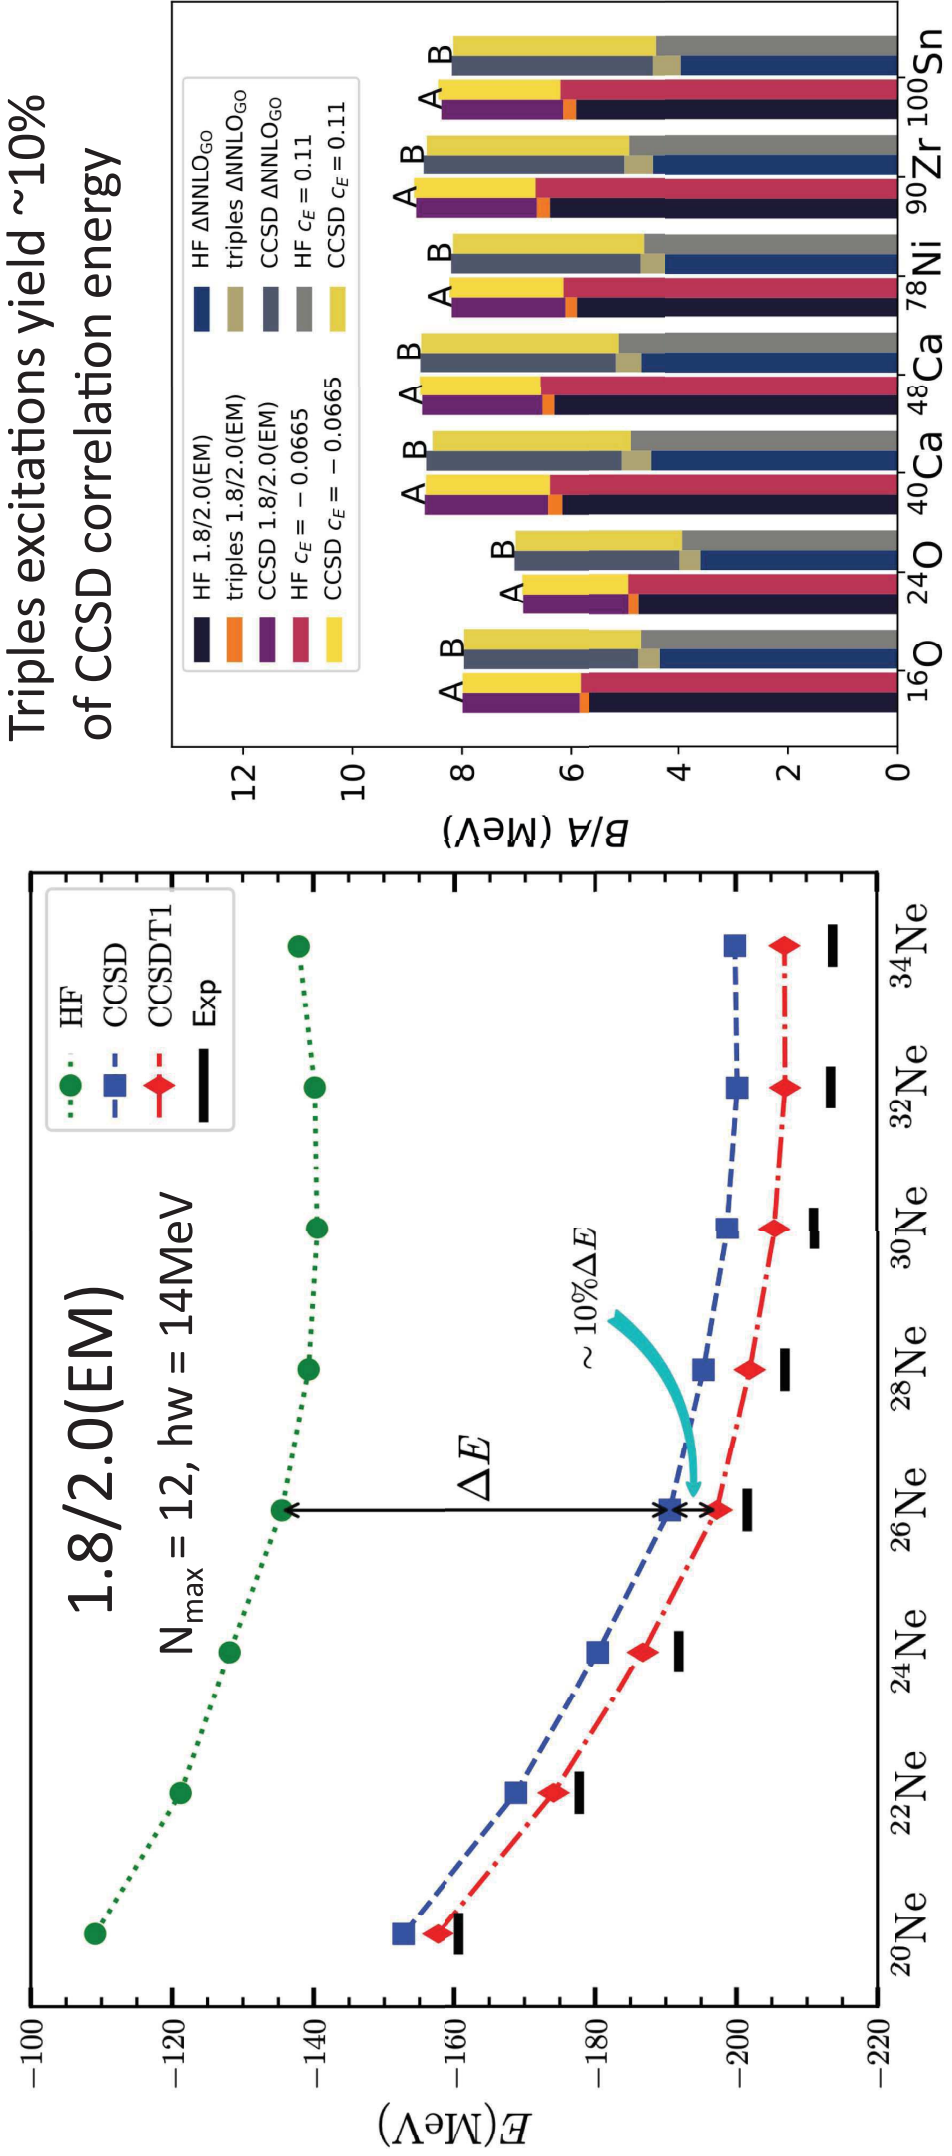 1.8/2.0(EM)
N_max = 12, hw = 14MeV
HF
CCSD
CCSDT1
Exp
ΔE
~ 10%ΔE
E(MeV)
−100
−120
−140
−160
−180
−200
−220
²⁰Ne
²²Ne
²⁴Ne
²⁶Ne
²⁸Ne
³⁰Ne
³²Ne
³⁴Ne
Triples excitations yield ~10%
of CCSD correlation energy
HF 1.8/2.0(EM)
triples 1.8/2.0(EM)
CCSD 1.8/2.0(EM)
HF c_E = − 0.0665
CCSD c_E = − 0.0665
HF ΔNNLO_GO
triples ΔNNLO_GO
CCSD ΔNNLO_GO
HF c_E = 0.11
CCSD c_E = 0.11
B/A (MeV)
12
10
8
6
4
2
0
A
B
A
B
A
B
A
B
A
B
A
B
A
B
¹⁶O
²⁴O
⁴⁰Ca
⁴⁸Ca
⁷⁸Ni
⁹⁰Zr
¹⁰⁰Sn